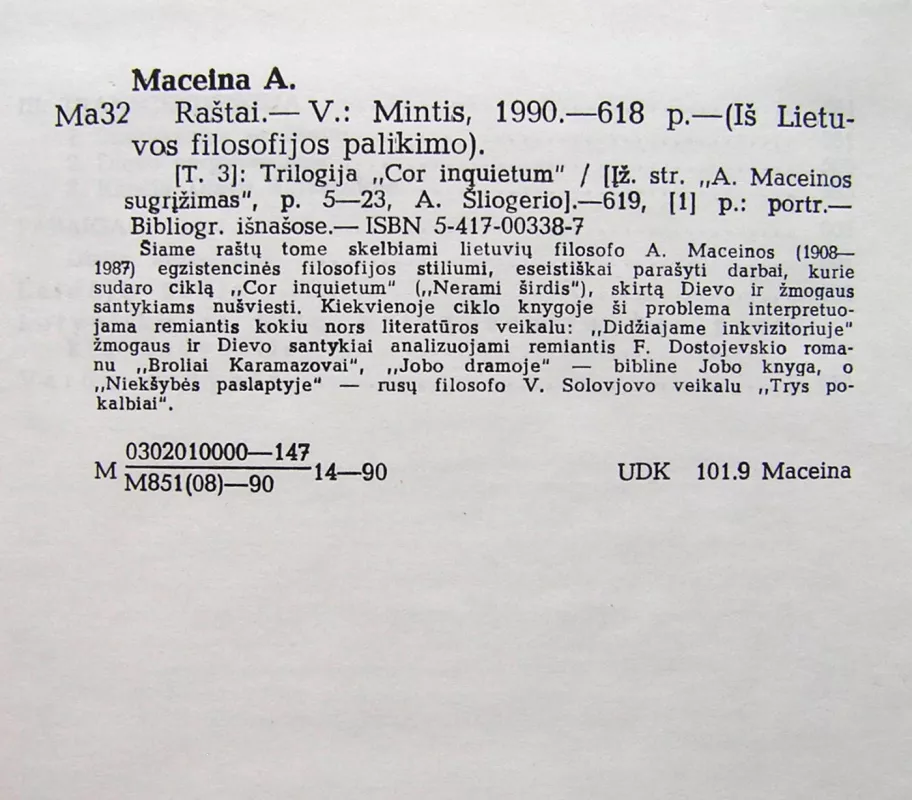 Maceina A.
Ma32 Raštai.— V.: Mintis, 1990.—618 p.—(Iš Lietu-
vos filosofijos palikimo).
[T. 3]: Trilogija „Cor inquietum" / [Įž. str. „A. Maceinos
sugrįžimas", p. 5—23, A. Šliogerio].—619, [1] p.: portr.—
Bibliogr. išnašose.— ISBN 5-417-00338-7
Šiame raštų tome skelbiami lietuvių filosofo A. Maceinos (1908—
1987) egzistencinės filosofijos stiliumi, eseistiškai parašyti darbai, kurie
sudaro ciklą „Cor inquietum" („Nerami širdis"), skirtą Dievo ir žmogaus
santykiams nušviesti. Kiekvienoje ciklo knygoje ši problema interpretuo-
jama remiantis kokiu nors literatūros veikalu: „Didžiajame inkvizitoriuje"
žmogaus ir Dievo santykiai analizuojami remiantis F. Dostojevskio roma-
nu „Broliai Karamazovai", „Jobo dramoje" — bibline Jobo knyga, o
„Niekšybės paslaptyje" — rusų filosofo V. Solovjovo veikalu „Trys po-
kalbiai".
0302010000—147
M 14—90 UDK 101.9 Maceina
M851(08)—90